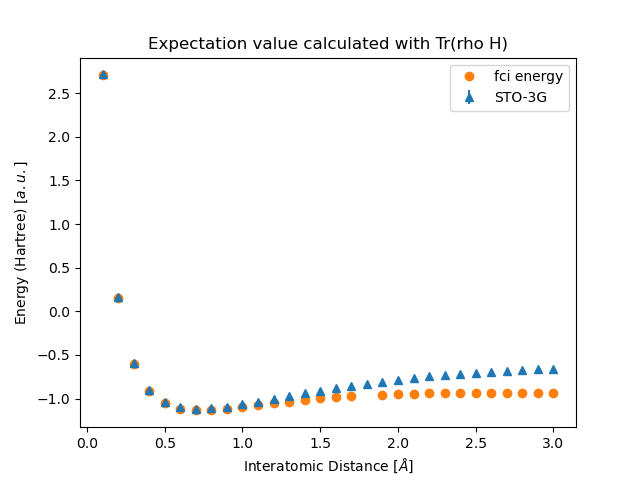 Expectation value calculated with Tr(rho H)
fci energy
STO-3G
Energy (Hartree) [a.u.]
2.5
2.0
1.5
1.0
0.5
0.0
−0.5
−1.0
0.0 0.5 1.0 1.5 2.0 2.5 3.0
Interatomic Distance [Å]